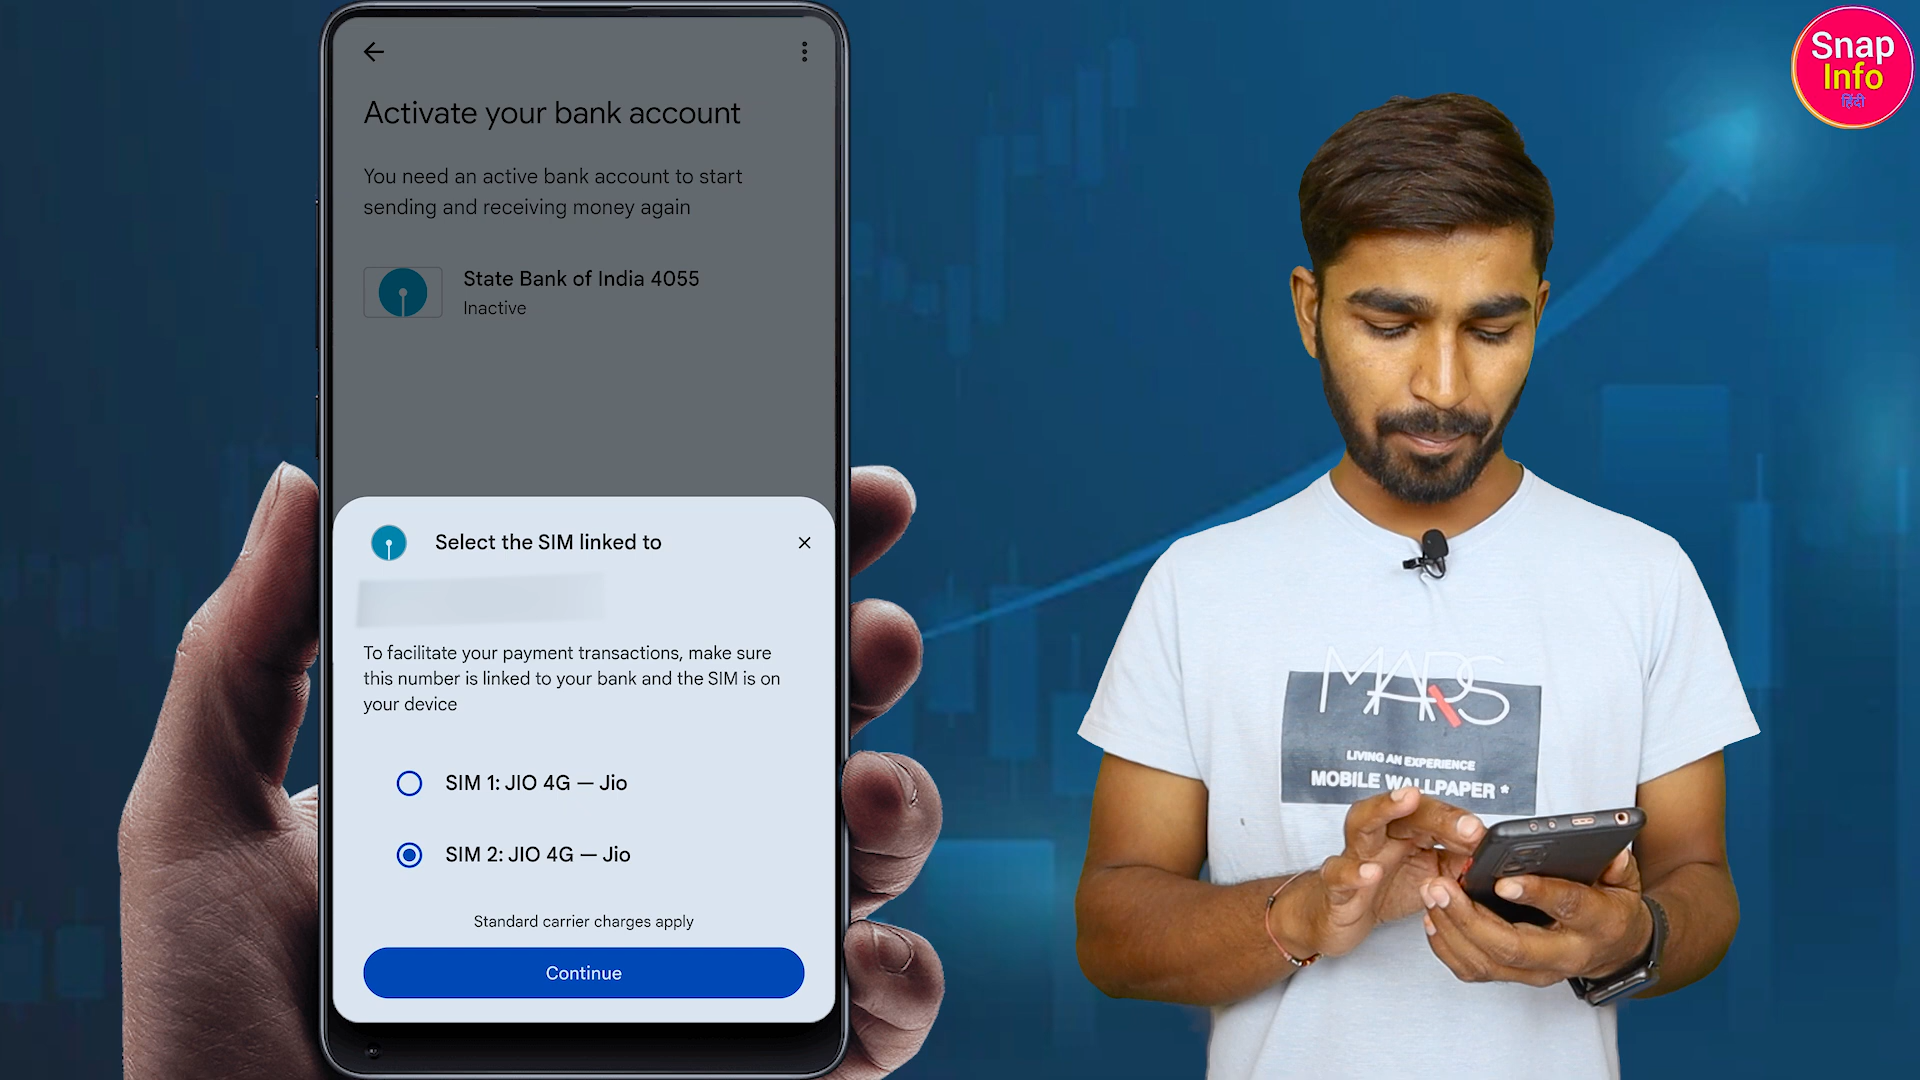 Activate your bank account
You need an active bank account to start
sending and receiving money again
State Bank of India 4055
Inactive
Select the SIM linked to
To facilitate your payment transactions, make sure
this number is linked to your bank and the SIM is on
your device
SIM 1: JIO 4G — Jio
SIM 2: JIO 4G — Jio
Standard carrier charges apply
Continue
Snap
Info
हिंदी
MARS
LIVING AN EXPERIENCE
MOBILE WALLPAPER *